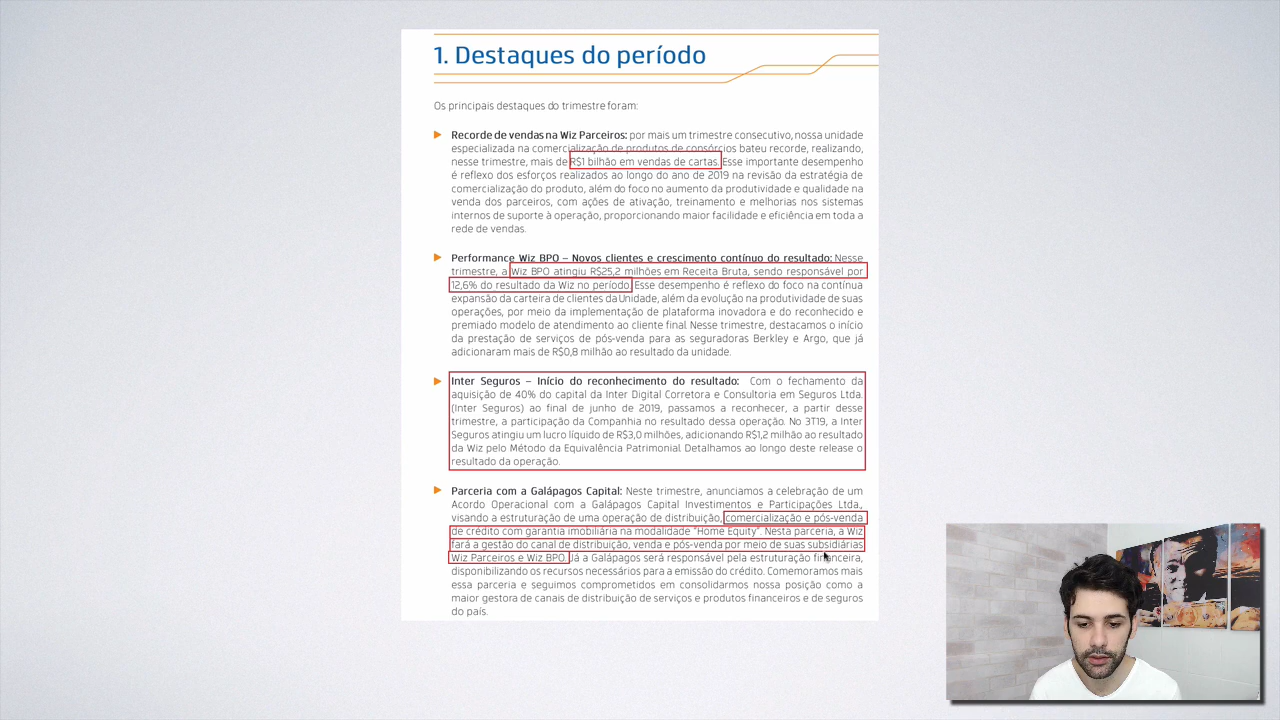 1. Destaques do período
Os principais destaques do trimestre foram:
Recorde de vendas na Wiz Parceiros: por mais um trimestre consecutivo, nossa unidade
especializada na comercialização de produtos de consórcios bateu recorde, realizando,
nesse trimestre, mais de R$1 bilhão em vendas de cartas. Esse importante desempenho
é reflexo dos esforços realizados ao longo do ano de 2019 na revisão da estratégia de
comercialização do produto, além do foco no aumento da produtividade e qualidade na
venda dos parceiros, com ações de ativação, treinamento e melhorias nos sistemas
internos de suporte à operação, proporcionando maior facilidade e eficiência em toda a
rede de vendas.
Performance Wiz BPO – Novos clientes e crescimento contínuo do resultado: Nesse
trimestre, a Wiz BPO atingiu R$25,2 milhões em Receita Bruta, sendo responsável por
12,6% do resultado da Wiz no período. Esse desempenho é reflexo do foco na contínua
expansão da carteira de clientes da Unidade, além da evolução na produtividade de suas
operações, por meio da implementação de plataforma inovadora e do reconhecido e
premiado modelo de atendimento ao cliente final. Nesse trimestre, destacamos o início
da prestação de serviços de pós-venda para as seguradoras Berkley e Argo, que já
adicionaram mais de R$0,8 milhão ao resultado da unidade.
Inter Seguros – Início do reconhecimento do resultado: Com o fechamento da
aquisição de 40% do capital da Inter Digital Corretora e Consultoria em Seguros Ltda.
(Inter Seguros) ao final de junho de 2019, passamos a reconhecer, a partir desse
trimestre, a participação da Companhia no resultado dessa operação. No 3T19, a Inter
Seguros atingiu um lucro líquido de R$3,0 milhões, adicionando R$1,2 milhão ao resultado
da Wiz pelo Método da Equivalência Patrimonial. Detalhamos ao longo deste release o
resultado da operação.
Parceria com a Galápagos Capital: Neste trimestre, anunciamos a celebração de um
Acordo Operacional com a Galápagos Capital Investimentos e Participações Ltda.,
visando a estruturação de uma operação de distribuição, comercialização e pós-venda
de crédito com garantia imobiliária na modalidade "Home Equity". Nesta parceria, a Wiz
fará a gestão do canal de distribuição, venda e pós-venda por meio de suas subsidiárias
Wiz Parceiros e Wiz BPO. Já a Galápagos será responsável pela estruturação financeira,
disponibilizando os recursos necessários para a emissão do crédito. Comemoramos mais
essa parceria e seguimos comprometidos em consolidarmos nossa posição como a
maior gestora de canais de distribuição de serviços e produtos financeiros e de seguros
do país.